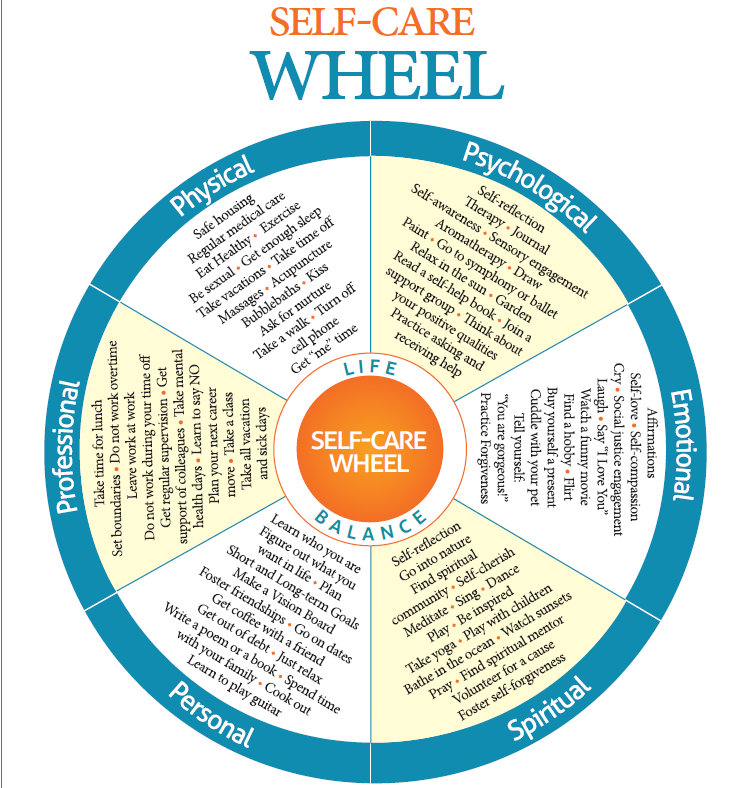 SELF-CARE
WHEEL
Physical
Safe housing
Regular medical care
Eat Healthy • Exercise
Be sexual • Get enough sleep
Take vacations • Take time off
Massages • Acupuncture
Bubblebaths • Kiss
Ask for nurture
Take a walk • Turn off
cell phone
Get “me” time
Psychological
Self-reflection
Therapy • Journal
Self-awareness • Sensory engagement
Aromatherapy • Draw
Paint • Go to symphony or ballet
Relax in the sun • Garden
Read a self-help book • Join a
support group • Think about
your positive qualities
Practice asking and
receiving help
Emotional
Affirmations
Self-love • Self-compassion
Cry • Social justice engagement
Laugh • Say “I Love You”
Watch a funny movie
Find a hobby • Flirt
Buy yourself a present
Cuddle with your pet
Tell yourself:
“You are gorgeous!”
Practice Forgiveness
Spiritual
Self-reflection
Go into nature
Find spiritual
community • Self-cherish
Meditate • Sing • Dance
Play • Be inspired
Take yoga • Play with children
Bathe in the ocean • Watch sunsets
Pray • Find spiritual mentor
Volunteer for a cause
Foster self-forgiveness
Personal
Learn who you are
Figure out what you
want in life • Plan
Short and Long-term Goals
Make a Vision Board
Foster friendships • Go on dates
Get coffee with a friend
Get out of debt • Just relax
Write a poem or a book • Spend time
with your family • Cook out
Learn to play guitar
Professional
Take time for lunch
Set boundaries • Do not work overtime
Leave work at work
Do not work during your time off
Get regular supervision • Get
support of colleagues • Take mental
health days • Learn to say NO
Plan your next career
move • Take a class
Take all vacation
and sick days
LIFE
SELF-CARE
WHEEL
BALANCE